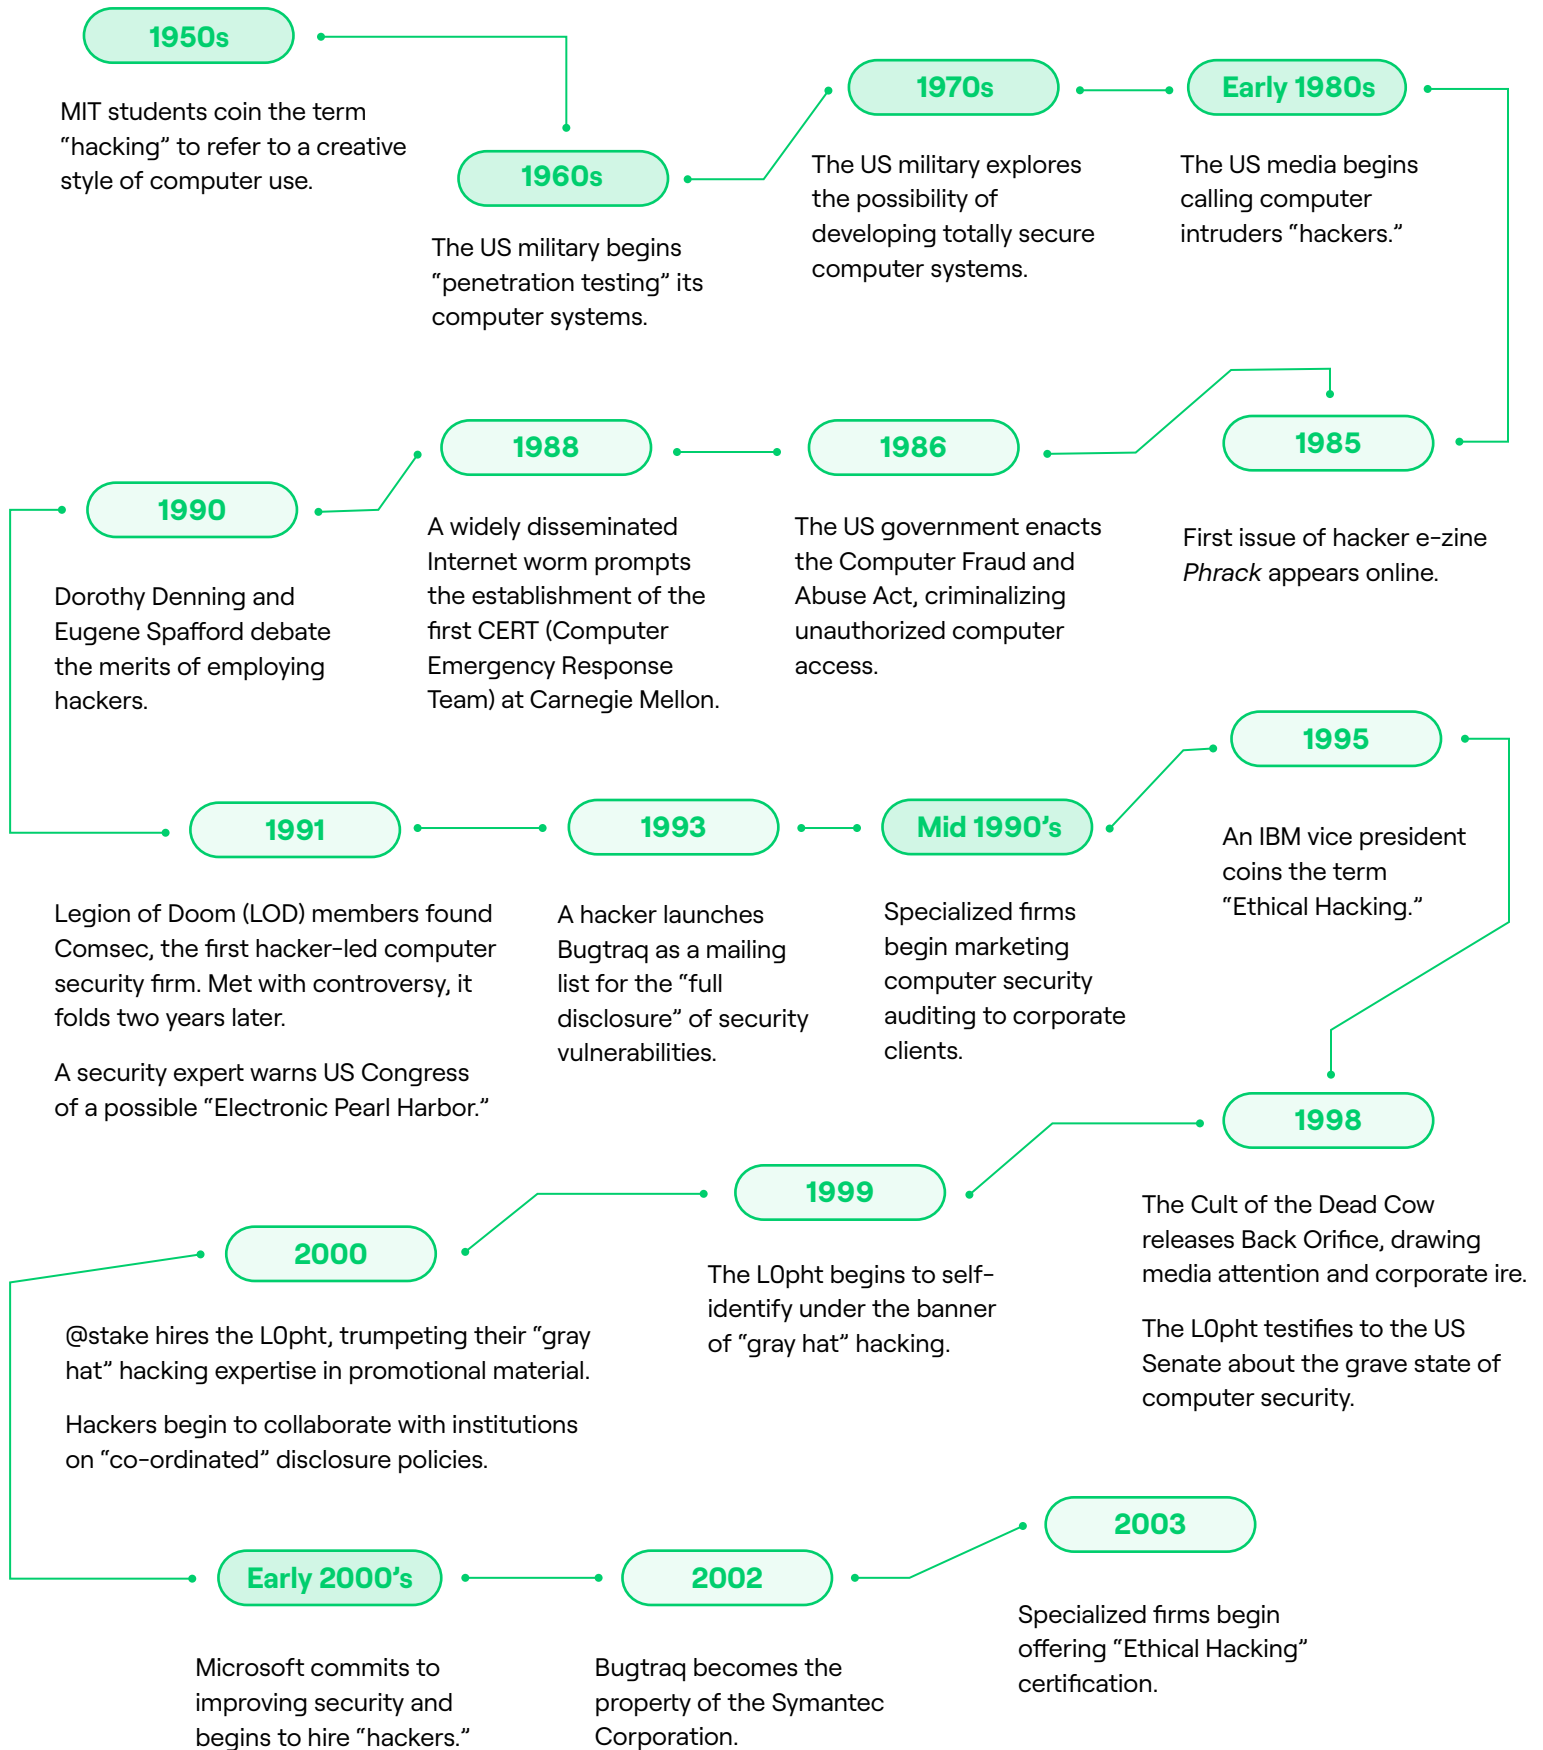 1950s
MIT students coin the term
“hacking” to refer to a creative
style of computer use.
1960s
The US military begins
“penetration testing” its
computer systems.
1970s
The US military explores
the possibility of
developing totally secure
computer systems.
Early 1980s
The US media begins
calling computer
intruders “hackers.”
1985
First issue of hacker e-zine
Phrack appears online.
1986
The US government enacts
the Computer Fraud and
Abuse Act, criminalizing
unauthorized computer
access.
1988
A widely disseminated
Internet worm prompts
the establishment of the
first CERT (Computer
Emergency Response
Team) at Carnegie Mellon.
1990
Dorothy Denning and
Eugene Spafford debate
the merits of employing
hackers.
1991
Legion of Doom (LOD) members found
Comsec, the first hacker-led computer
security firm. Met with controversy, it
folds two years later.
A security expert warns US Congress
of a possible “Electronic Pearl Harbor.”
1993
A hacker launches
Bugtraq as a mailing
list for the “full
disclosure” of security
vulnerabilities.
Mid 1990’s
Specialized firms
begin marketing
computer security
auditing to corporate
clients.
1995
An IBM vice president
coins the term
“Ethical Hacking.”
1998
The Cult of the Dead Cow
releases Back Orifice, drawing
media attention and corporate ire.
The L0pht testifies to the US
Senate about the grave state of
computer security.
1999
The L0pht begins to self-
identify under the banner
of “gray hat” hacking.
2000
@stake hires the L0pht, trumpeting their “gray
hat” hacking expertise in promotional material.
Hackers begin to collaborate with institutions
on “co-ordinated” disclosure policies.
Early 2000’s
Microsoft commits to
improving security and
begins to hire “hackers.”
2002
Bugtraq becomes the
property of the Symantec
Corporation.
2003
Specialized firms begin
offering “Ethical Hacking”
certification.